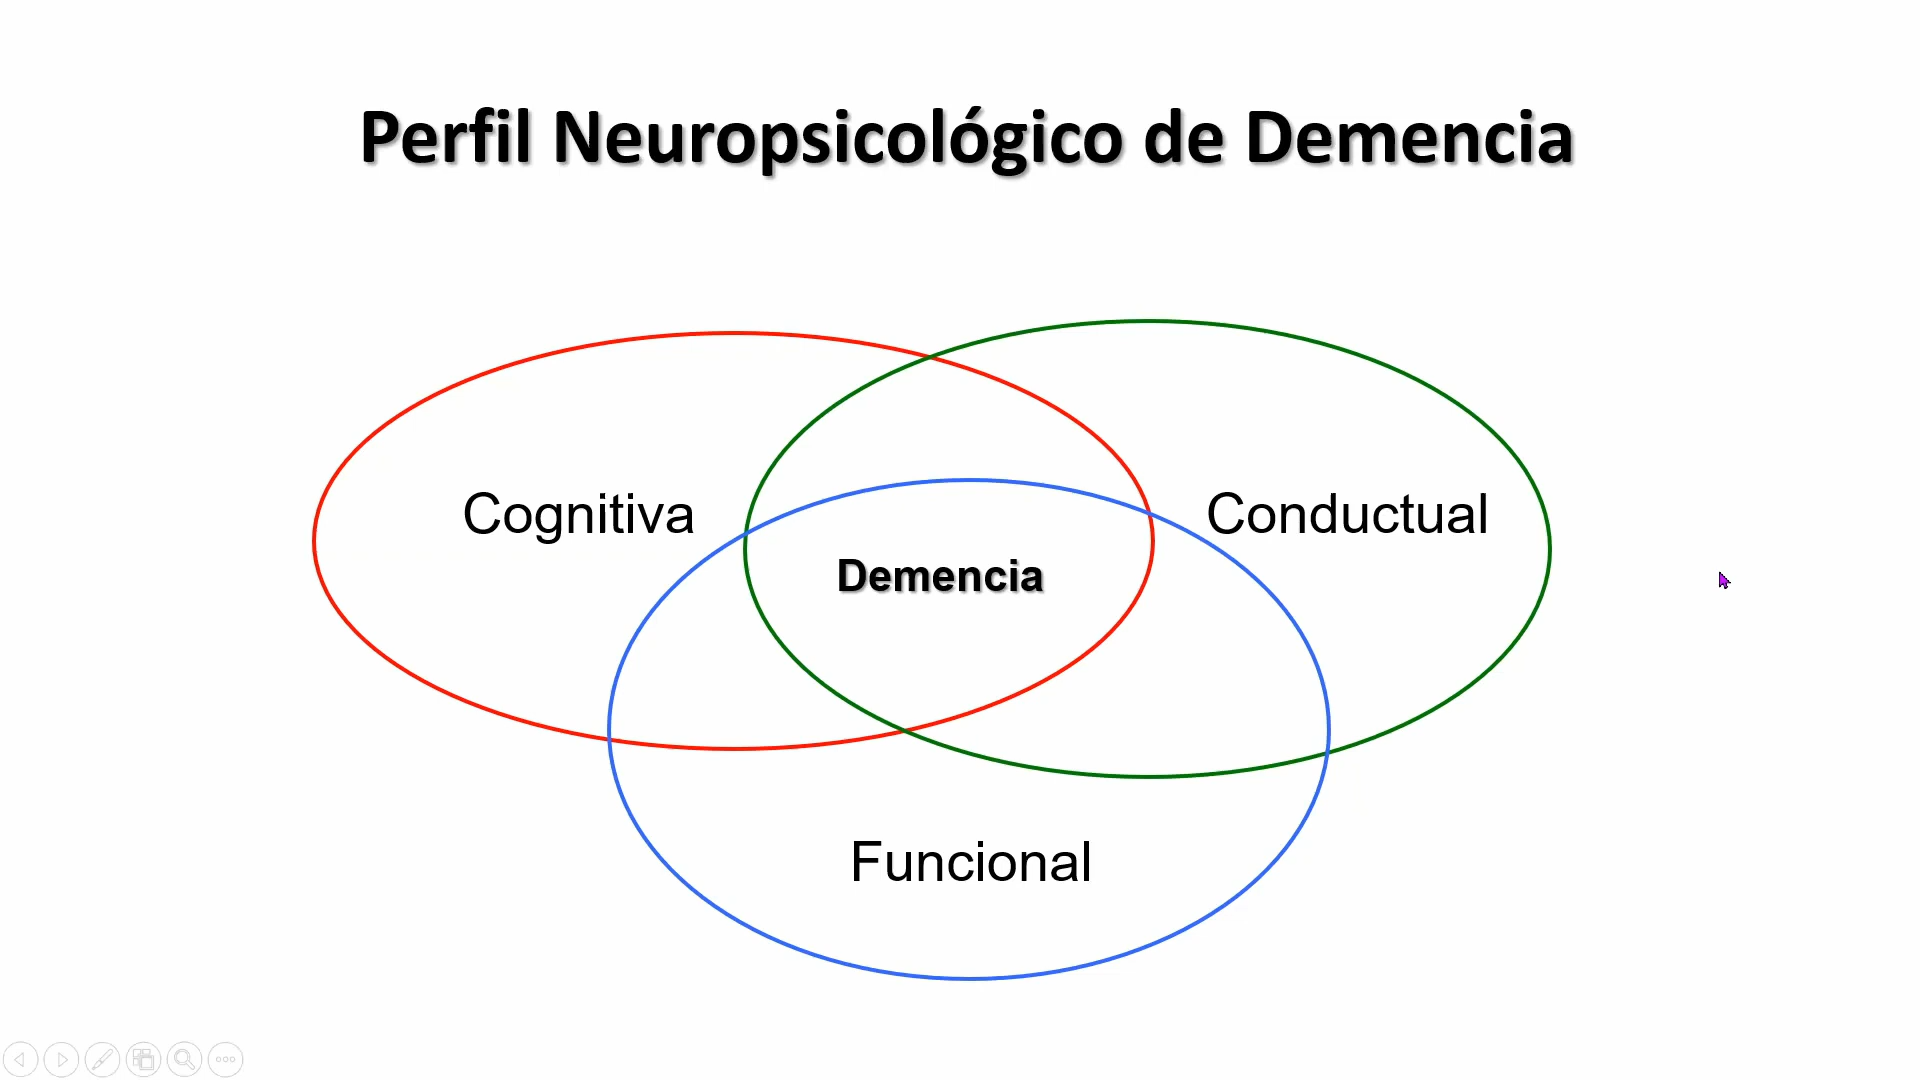 Perfil Neuropsicológico de Demencia
Cognitiva
Conductual
Demencia
Funcional